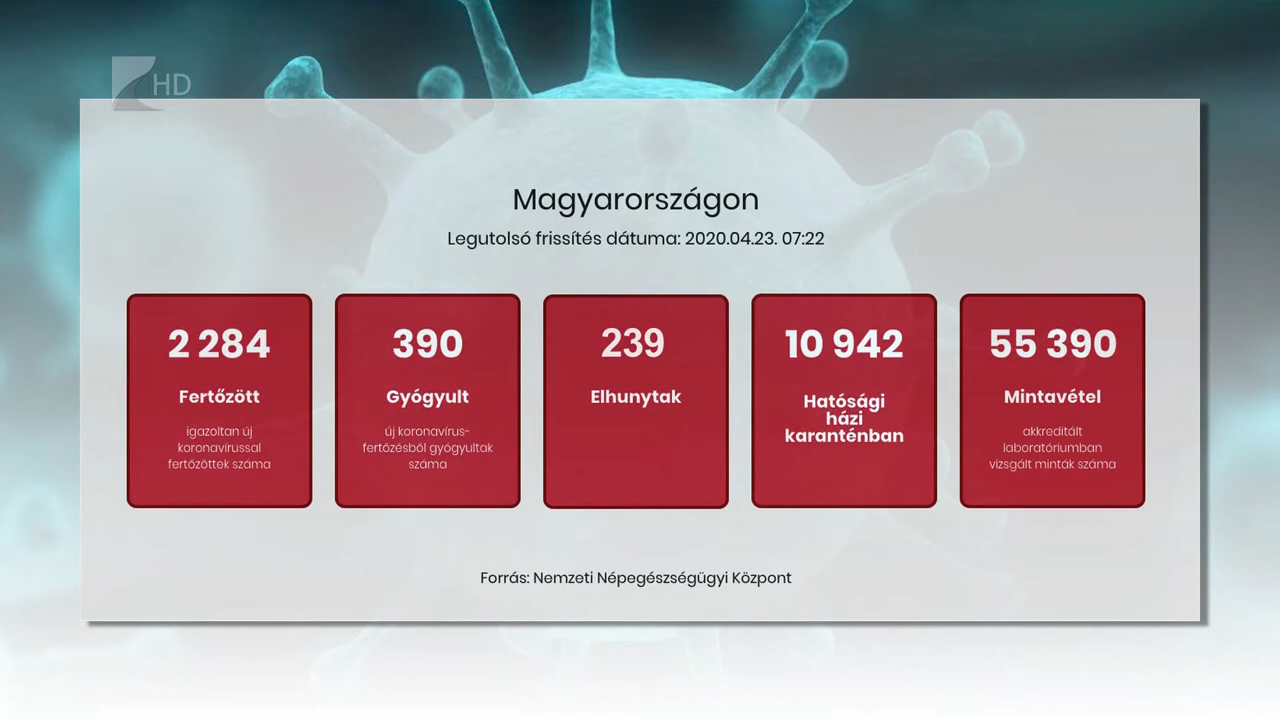 HD
Magyarországon
Legutolsó frissítés dátuma: 2020.04.23. 07:22
2 284
Fertőzött
igazoltan új
koronavírussal
fertőzöttek száma
390
Gyógyult
új koronavírus-
fertőzésből gyógyultak
száma
239
Elhunytak
10 942
Hatósági
házi
karanténban
55 390
Mintavétel
akkreditált
laboratóriumban
vizsgált minták száma
Forrás: Nemzeti Népegészségügyi Központ